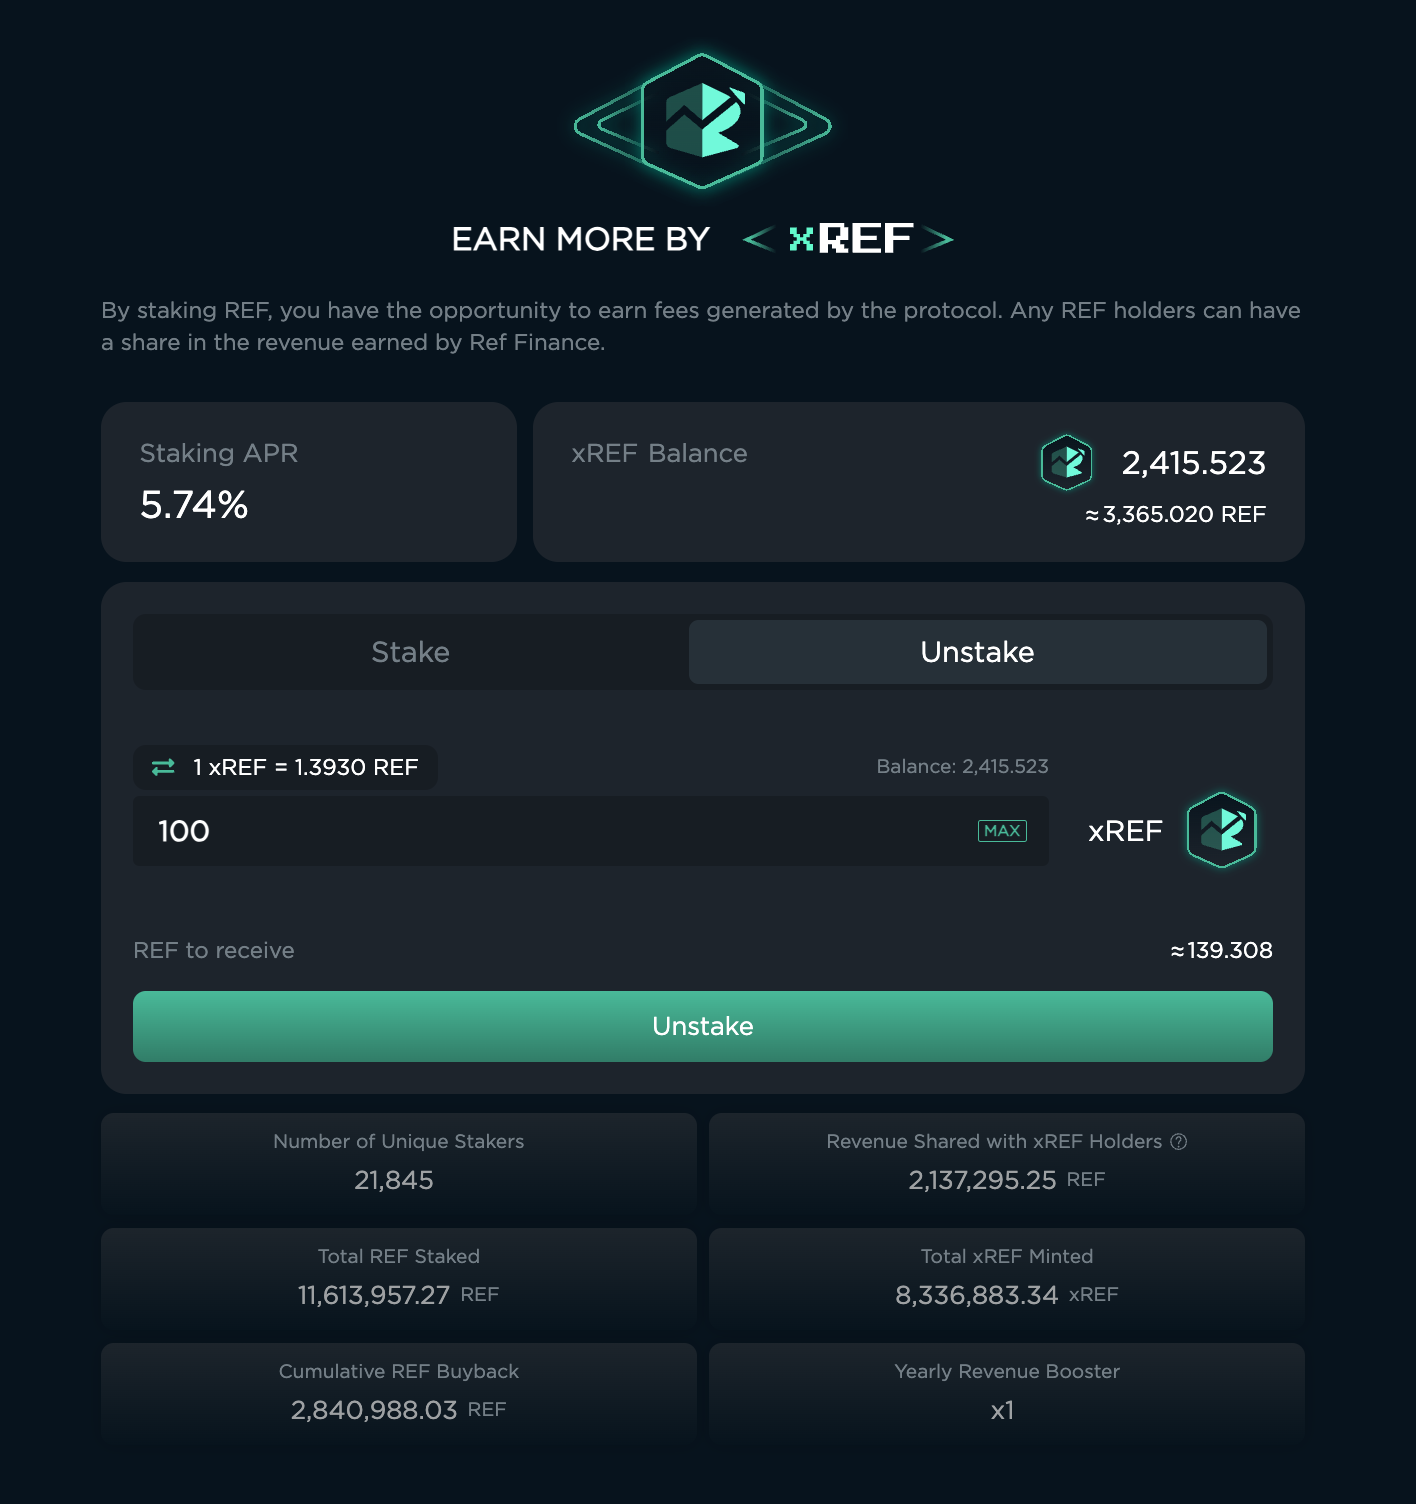 EARN MORE BY < xREF >
By staking REF, you have the opportunity to earn fees generated by the protocol. Any REF holders can have
a share in the revenue earned by Ref Finance.
Staking APR
5.74%
xREF Balance
2,415.523
≈3,365.020 REF
Stake
Unstake
1 xREF = 1.3930 REF
Balance: 2,415.523
100
MAX
xREF
REF to receive
≈139.308
Unstake
Number of Unique Stakers
21,845
Revenue Shared with xREF Holders ?
2,137,295.25 REF
Total REF Staked
11,613,957.27 REF
Total xREF Minted
8,336,883.34 xREF
Cumulative REF Buyback
2,840,988.03 REF
Yearly Revenue Booster
x1